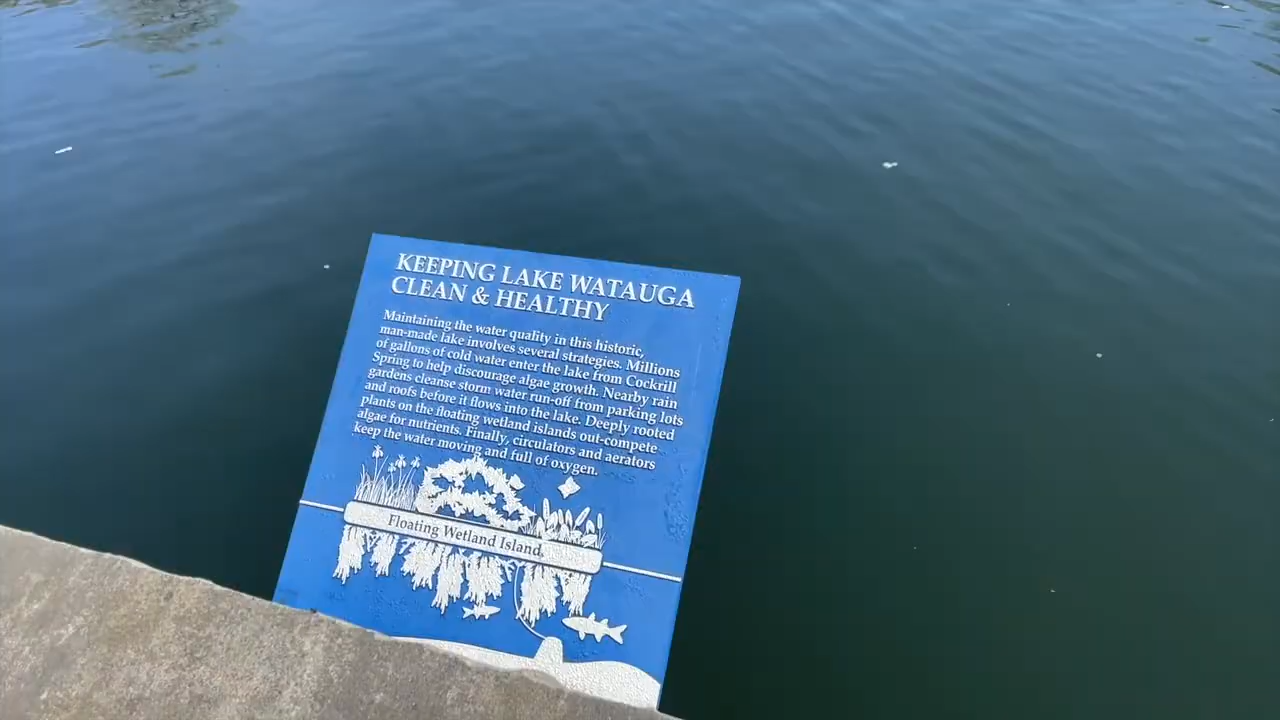 KEEPING LAKE WATAUGA
CLEAN & HEALTHY
Maintaining the water quality in this historic,
man-made lake involves several strategies. Millions
of gallons of cold water enter the lake from Cockrill
Spring to help discourage algae growth. Nearby rain
gardens cleanse storm water run-off from parking lots
and roofs before it flows into the lake. Deeply rooted
plants on the floating wetland islands out-compete
algae for nutrients. Finally, circulators and aerators
keep the water moving and full of oxygen.
Floating Wetland Island